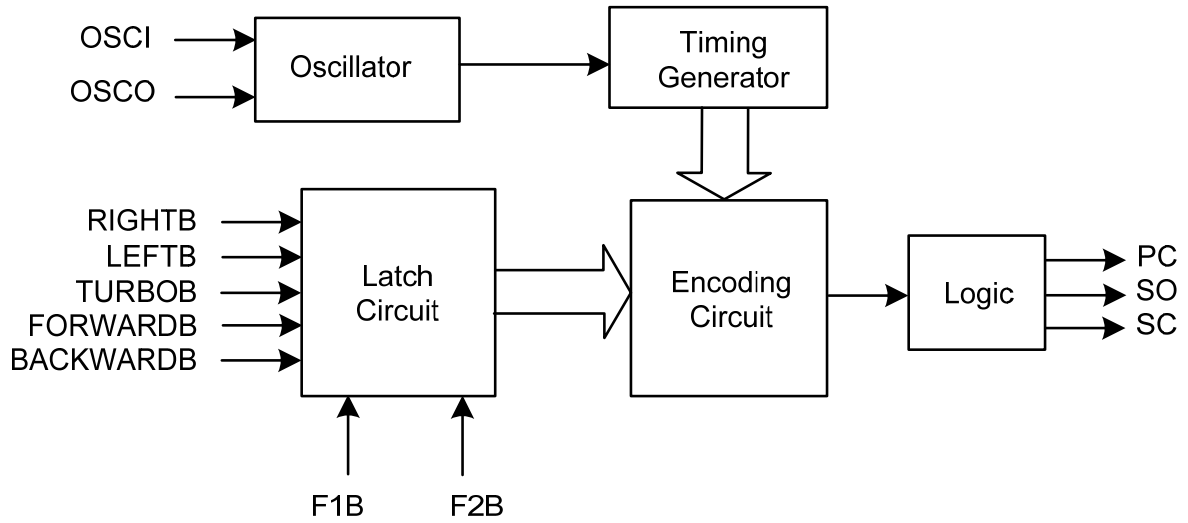 OSCI
OSCO
Oscillator
Timing
Generator
RIGHTB
LEFTB
TURBOB
FORWARDB
BACKWARDB
Latch
Circuit
Encoding
Circuit
Logic
PC
SO
SC
F1B
F2B